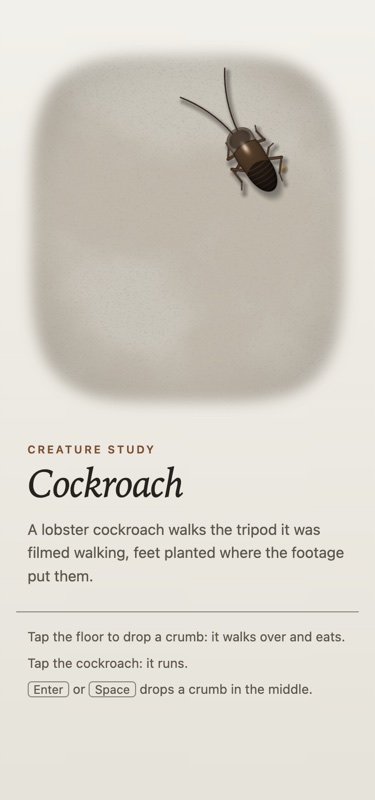 CREATURE STUDY
Cockroach
A lobster cockroach walks the tripod it was
filmed walking, feet planted where the footage
put them.
Tap the floor to drop a crumb: it walks over and eats.
Tap the cockroach: it runs.
Enter or Space drops a crumb in the middle.